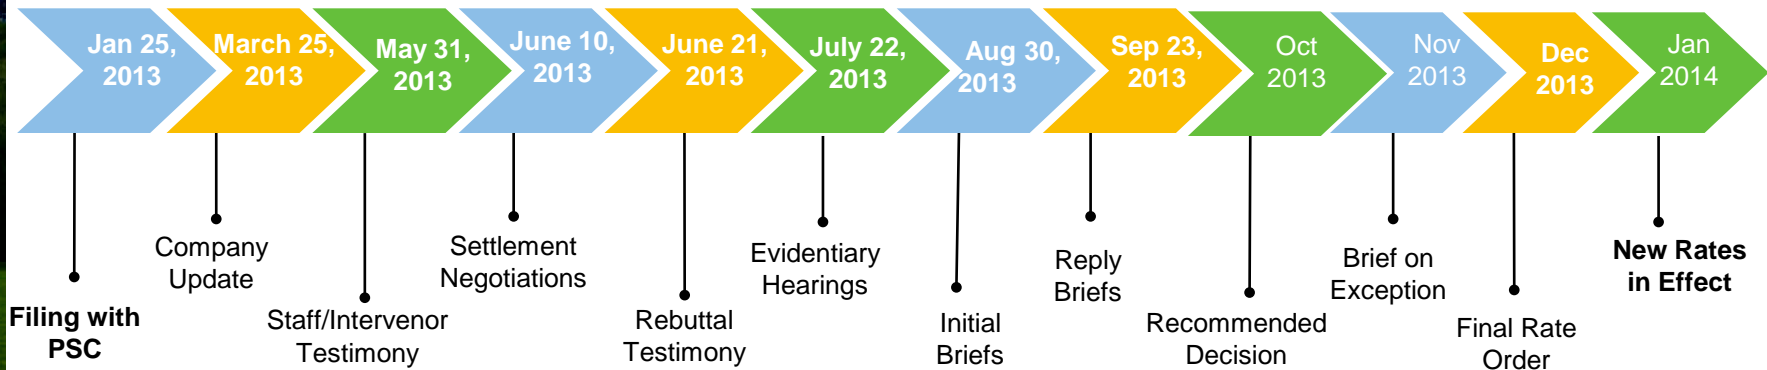 Jan 25,
2013
March 25,
2013
May 31,
2013
June 10,
2013
June 21,
2013
July 22,
2013
Aug 30,
2013
Sep 23,
2013
Oct
2013
Nov
2013
Dec
2013
Jan
2014
Filing with
PSC
Company
Update
Staff/Intervenor
Testimony
Settlement
Negotiations
Rebuttal
Testimony
Evidentiary
Hearings
Initial
Briefs
Reply
Briefs
Recommended
Decision
Brief on
Exception
Final Rate
Order
New Rates
in Effect